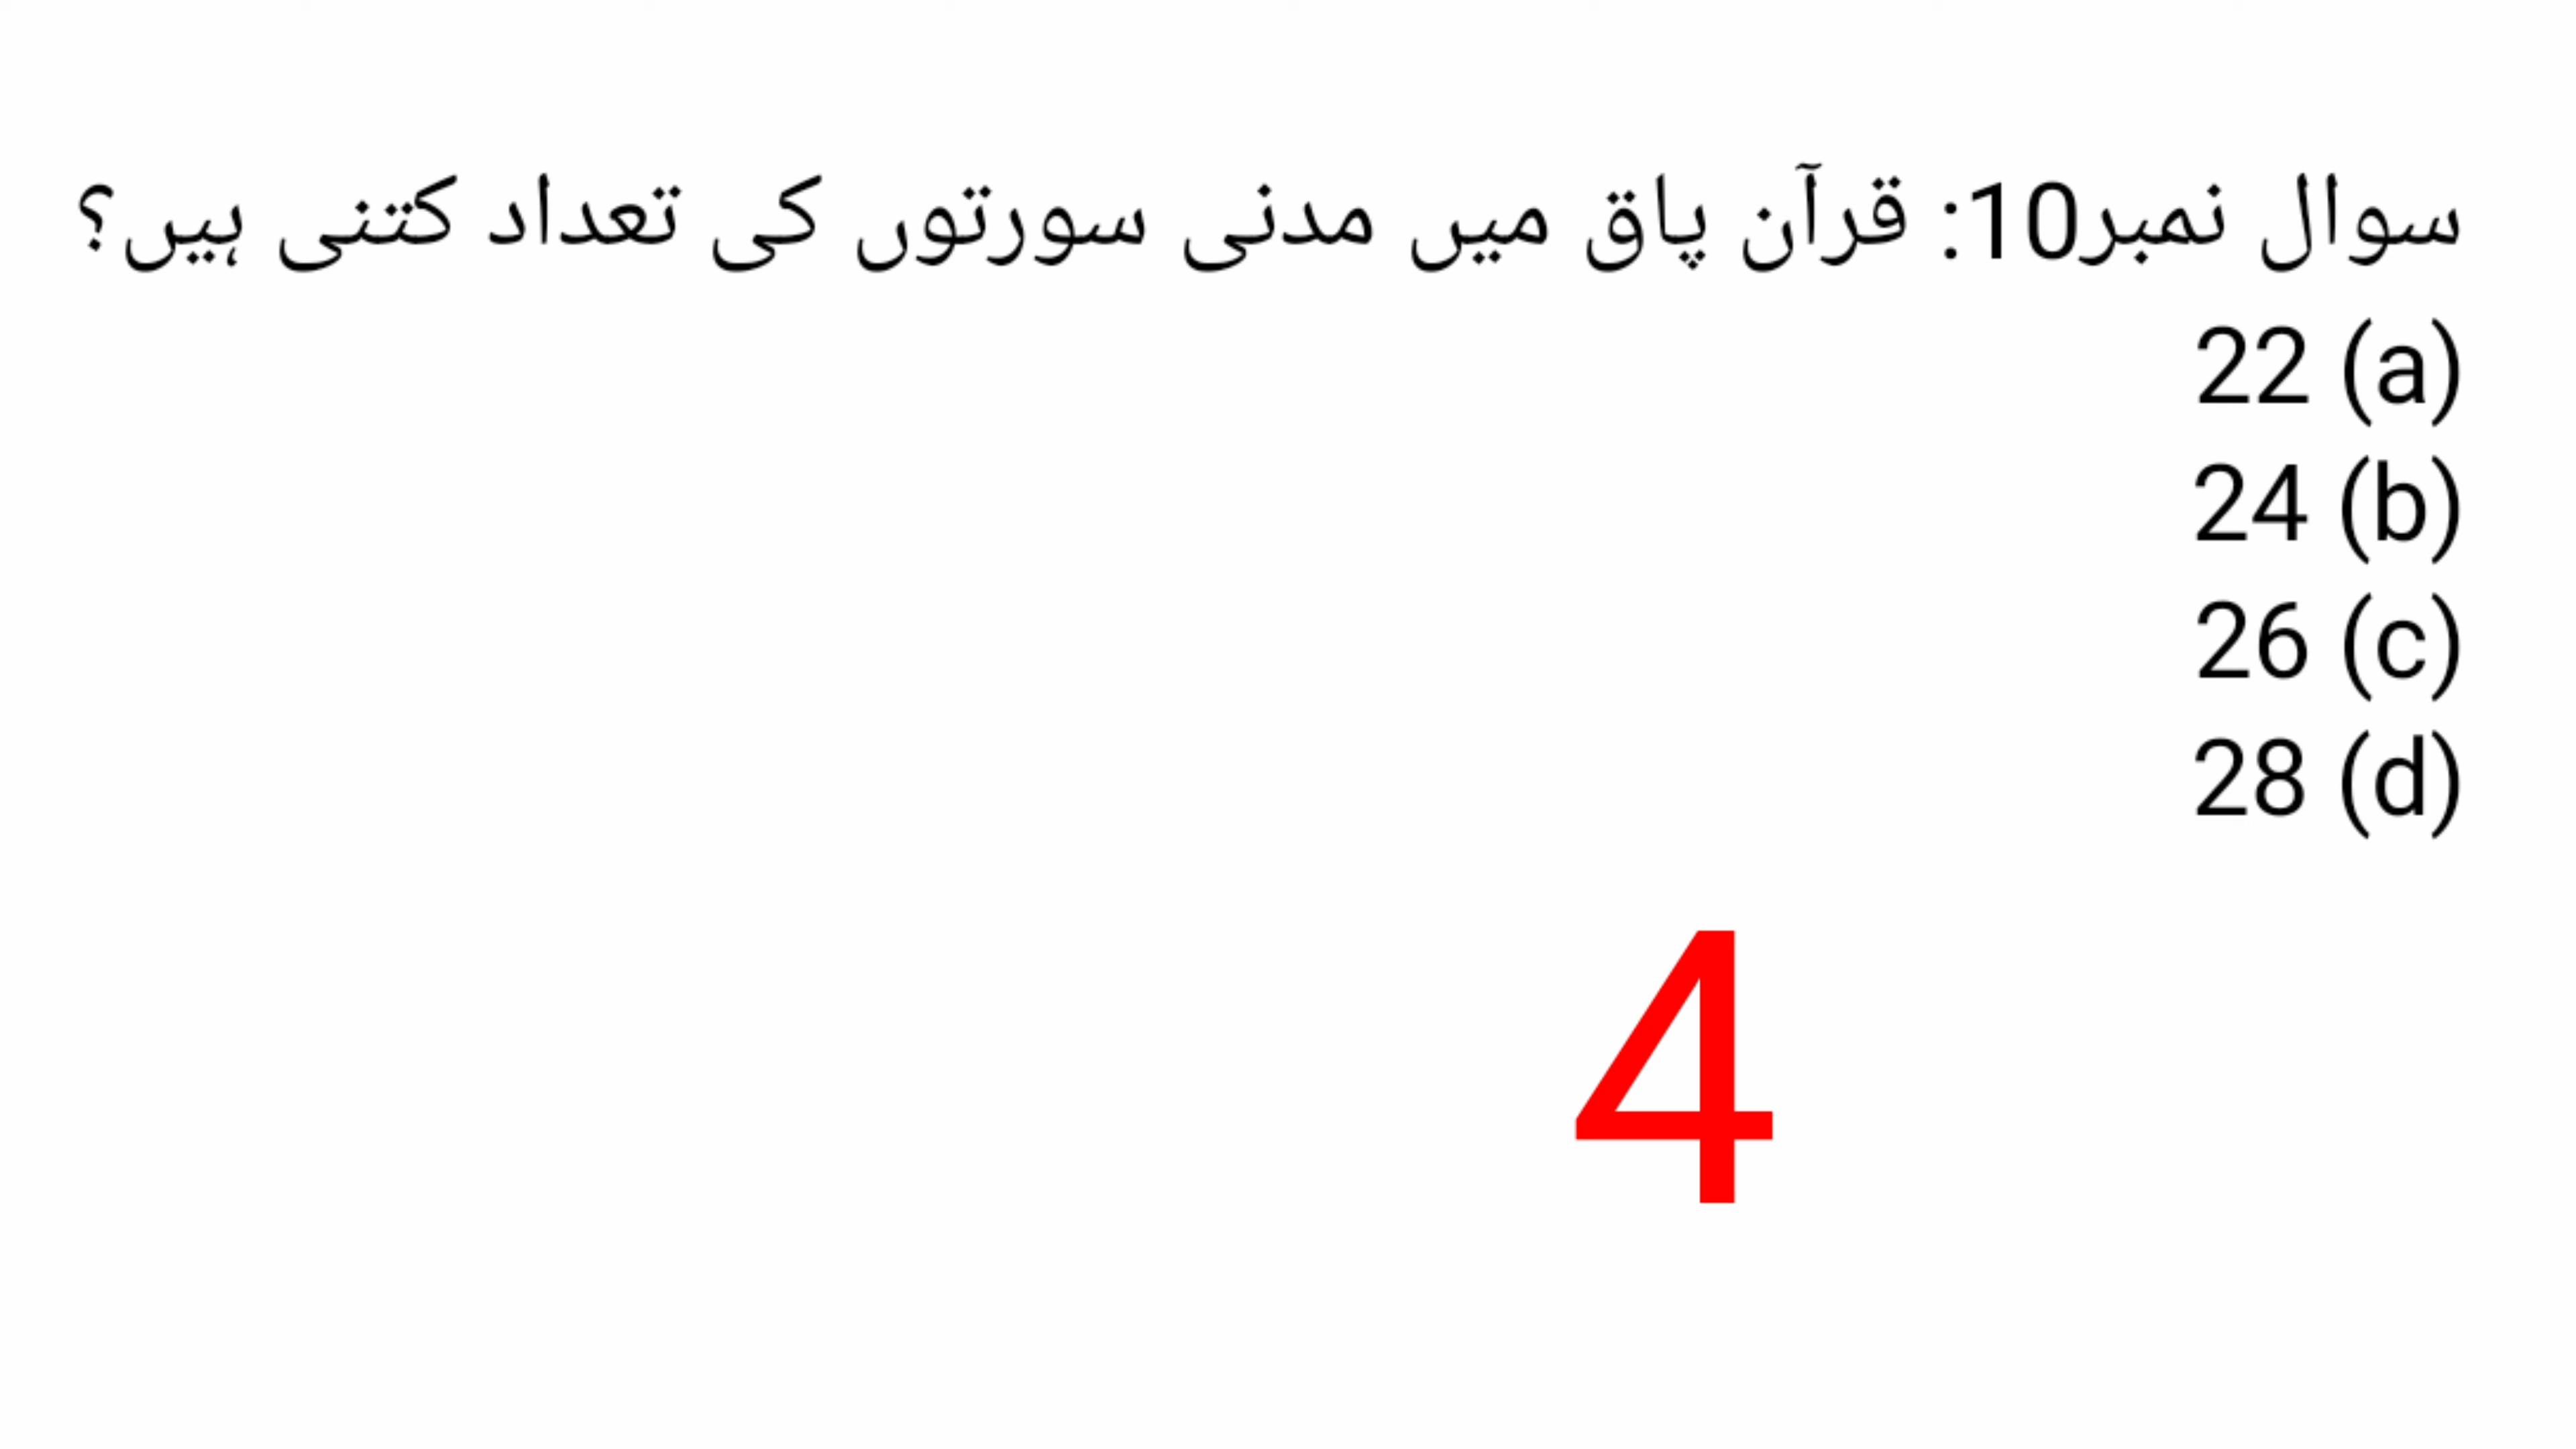 سوال نمبر10: قرآن پاق میں مدنی سورتوں کی تعداد کتنی ہیں؟
(a) 22
(b) 24
(c) 26
(d) 28
4